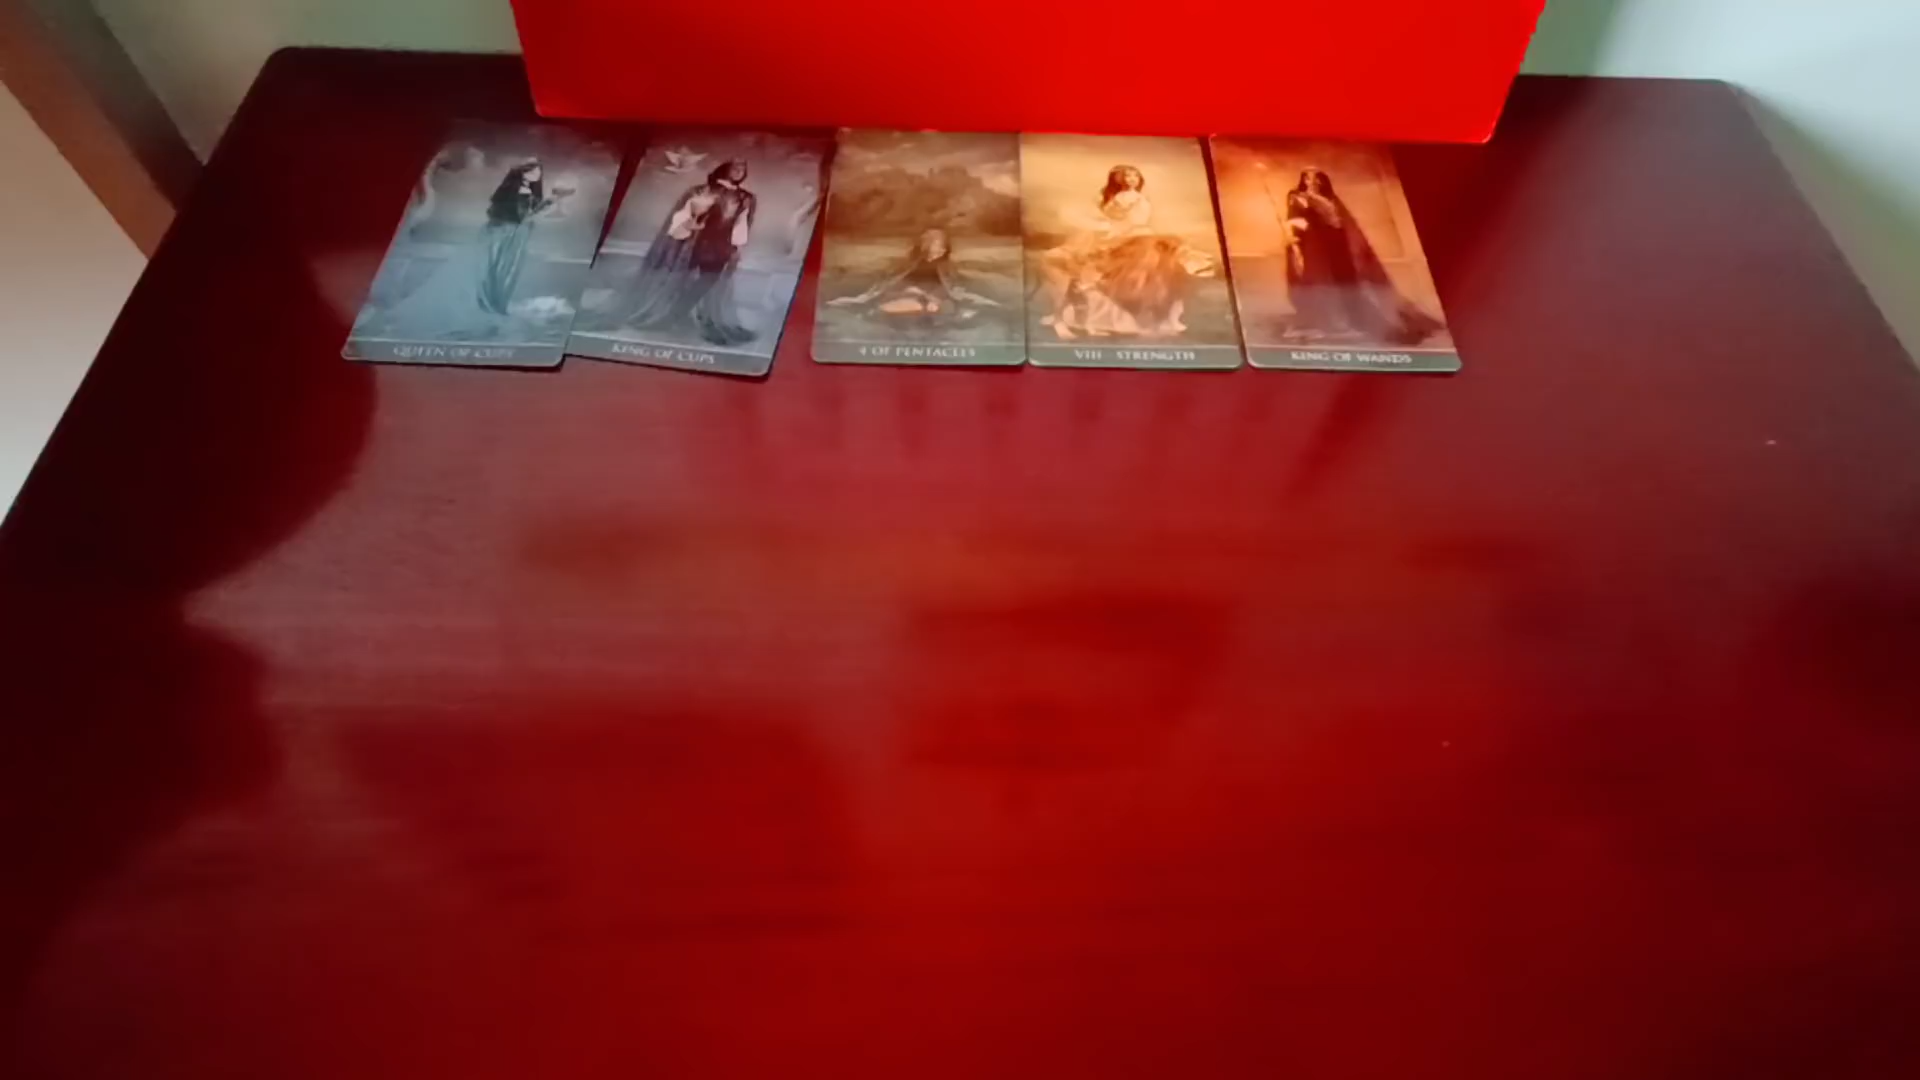 QUEEN OF CUPS
KING OF CUPS
4 OF PENTACLES
VIII STRENGTH
KING OF WANDS